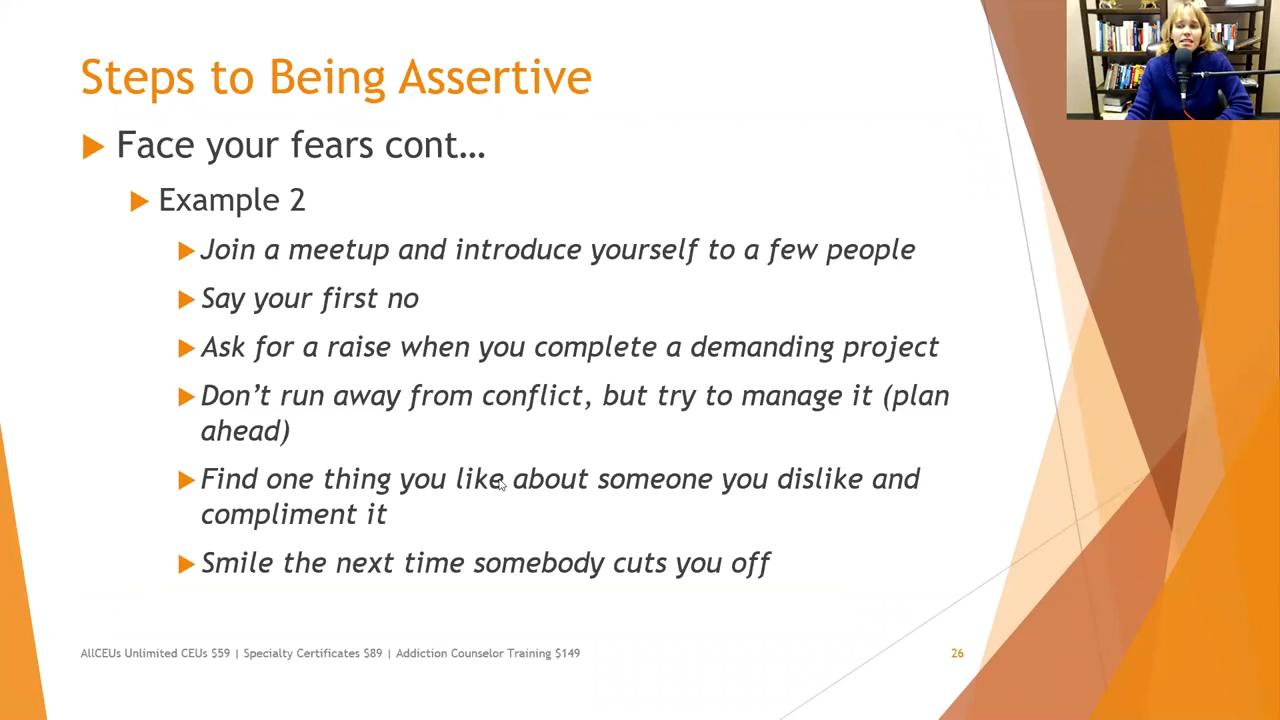 Steps to Being Assertive
Face your fears cont…
Example 2
Join a meetup and introduce yourself to a few people
Say your first no
Ask for a raise when you complete a demanding project
Don’t run away from conflict, but try to manage it (plan
ahead)
Find one thing you like about someone you dislike and
compliment it
Smile the next time somebody cuts you off
AllCEUs Unlimited CEUs $59 | Specialty Certificates $89 | Addiction Counselor Training $149
26